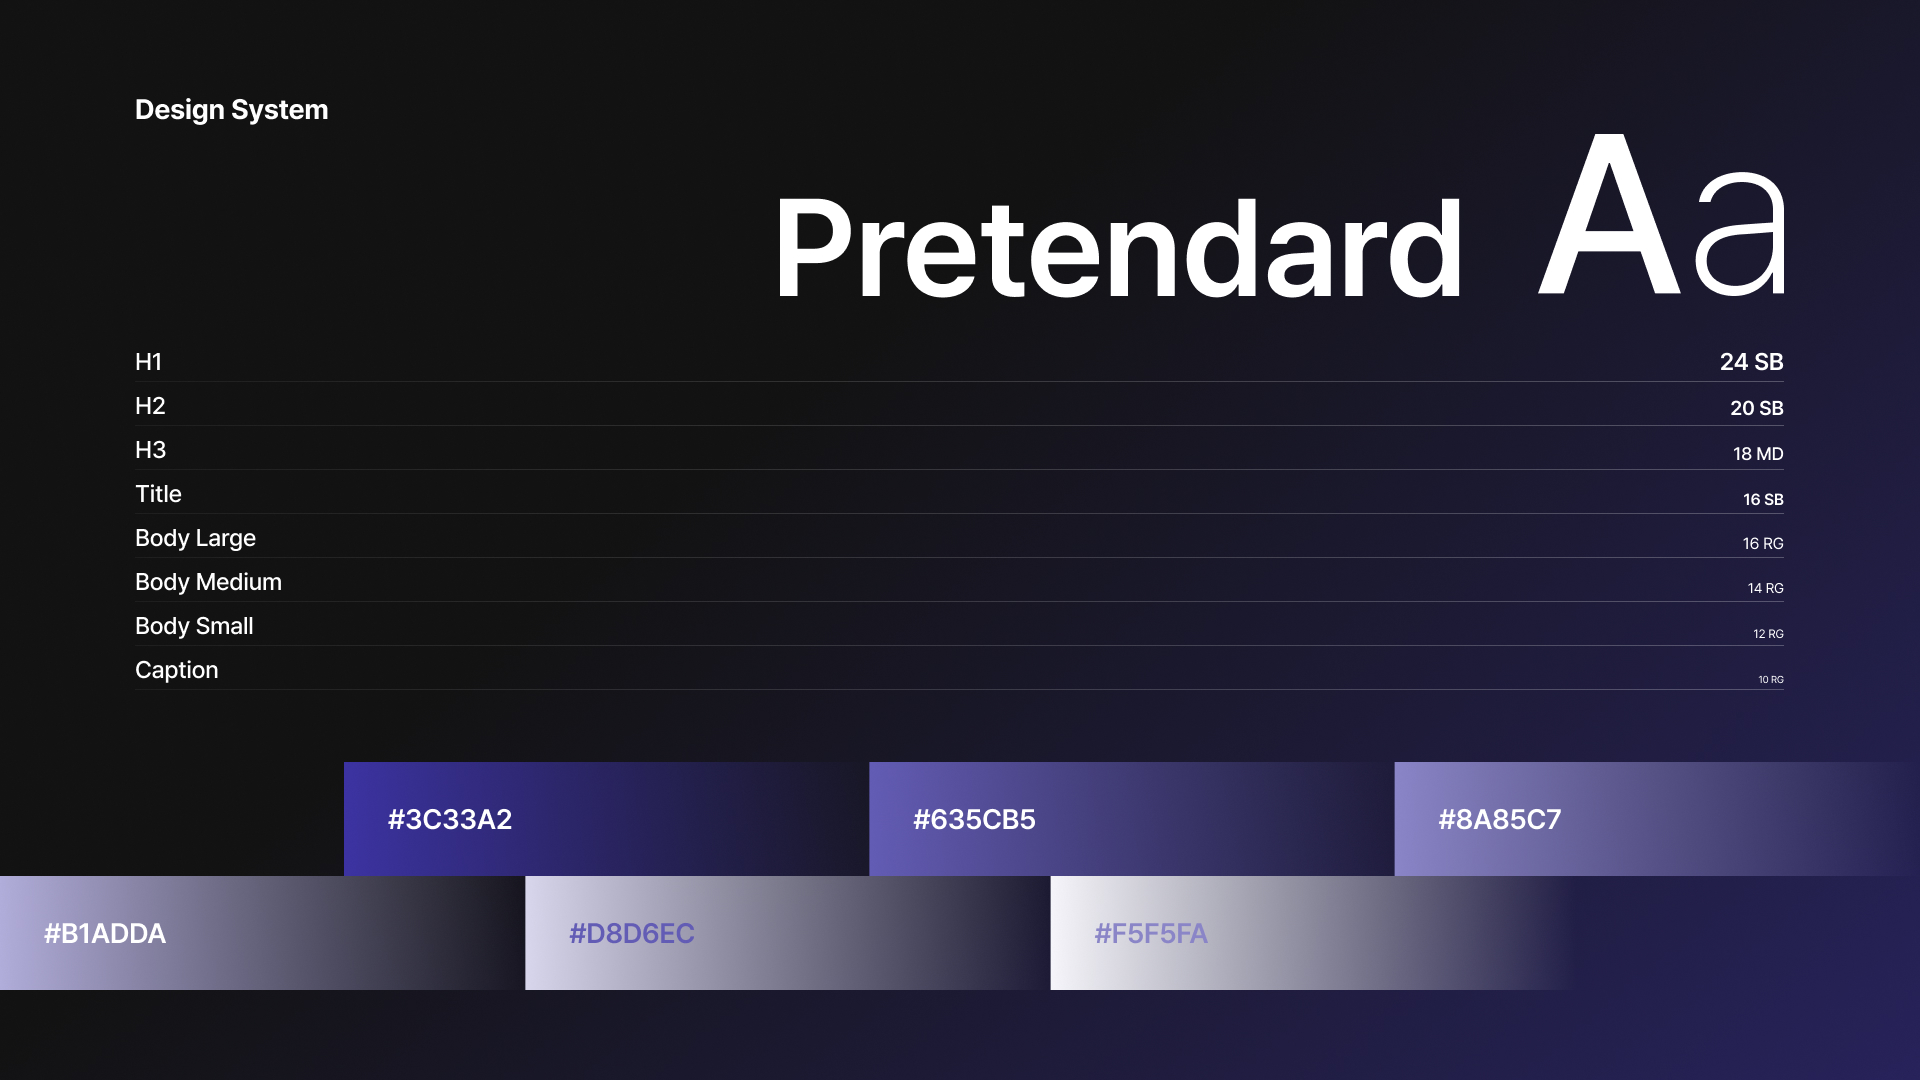 Design System
Pretendard Aa
H1 24 SB
H2 20 SB
H3 18 MD
Title 16 SB
Body Large 16 RG
Body Medium 14 RG
Body Small 12 RG
Caption 10 RG
#3C33A2 #635CB5 #8A85C7
#B1ADDA #D8D6EC #F5F5FA